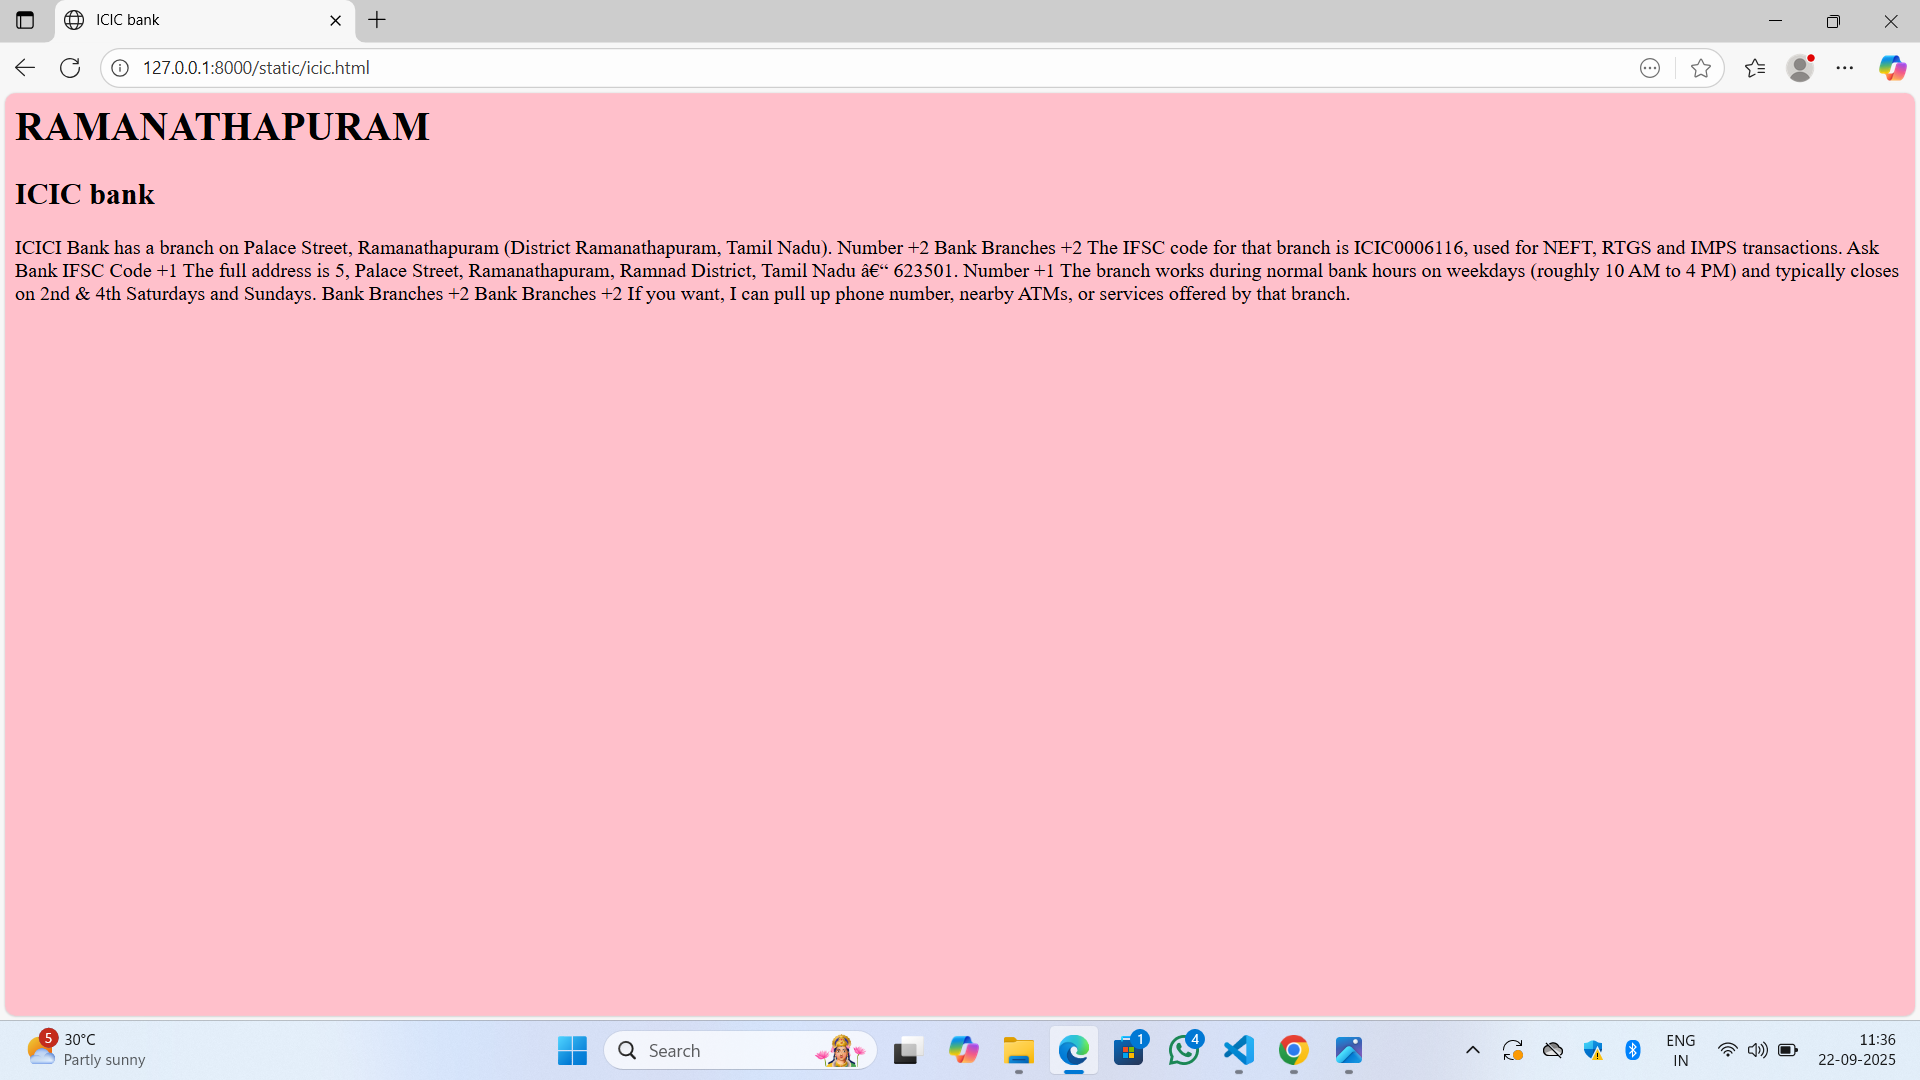 ICIC bank
127.0.0.1:8000/static/icic.html
RAMANATHAPURAM
ICIC bank
ICICI Bank has a branch on Palace Street, Ramanathapuram (District Ramanathapuram, Tamil Nadu). Number +2 Bank Branches +2 The IFSC code for that branch is ICIC0006116, used for NEFT, RTGS and IMPS transactions. Ask
Bank IFSC Code +1 The full address is 5, Palace Street, Ramanathapuram, Ramnad District, Tamil Nadu â€“ 623501. Number +1 The branch works during normal bank hours on weekdays (roughly 10 AM to 4 PM) and typically closes
on 2nd & 4th Saturdays and Sundays. Bank Branches +2 Bank Branches +2 If you want, I can pull up phone number, nearby ATMs, or services offered by that branch.
5
30°C
Partly sunny
Search
1
4
ENG
IN
11:36
22-09-2025